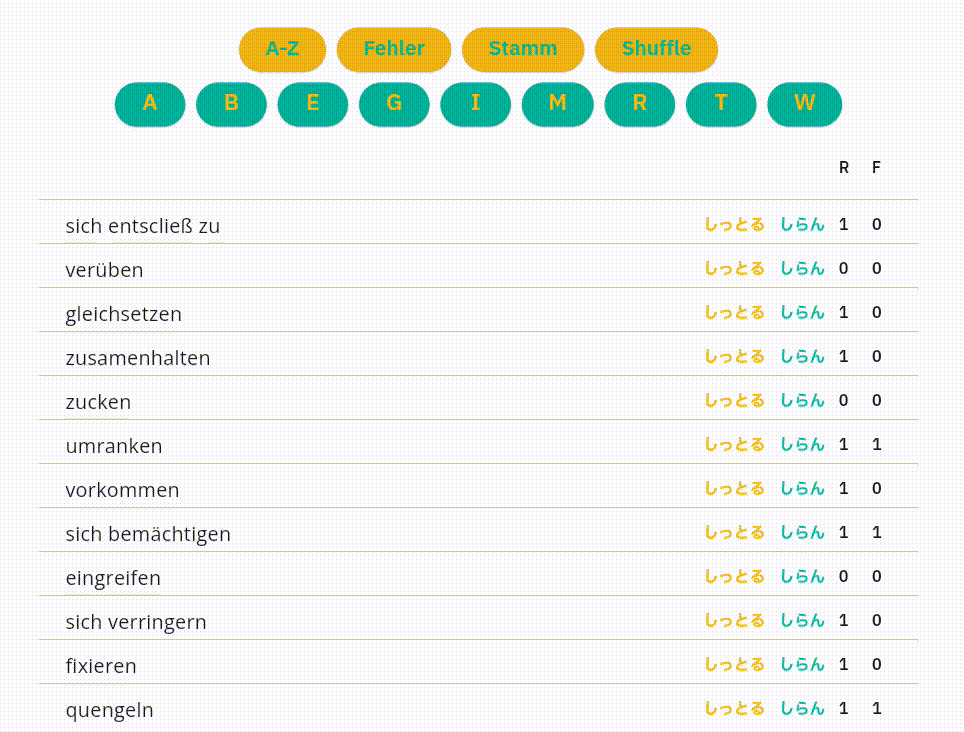 A-Z Fehler Stamm Shuffle
A B E G I M R T W
R F
sich entscließ zu しっとる しらん 1 0
verüben しっとる しらん 0 0
gleichsetzen しっとる しらん 1 0
zusamenhalten しっとる しらん 1 0
zucken しっとる しらん 0 0
umranken しっとる しらん 1 1
vorkommen しっとる しらん 1 0
sich bemächtigen しっとる しらん 1 1
eingreifen しっとる しらん 0 0
sich verringern しっとる しらん 1 0
fixieren しっとる しらん 1 0
quengeln しっとる しらん 1 1